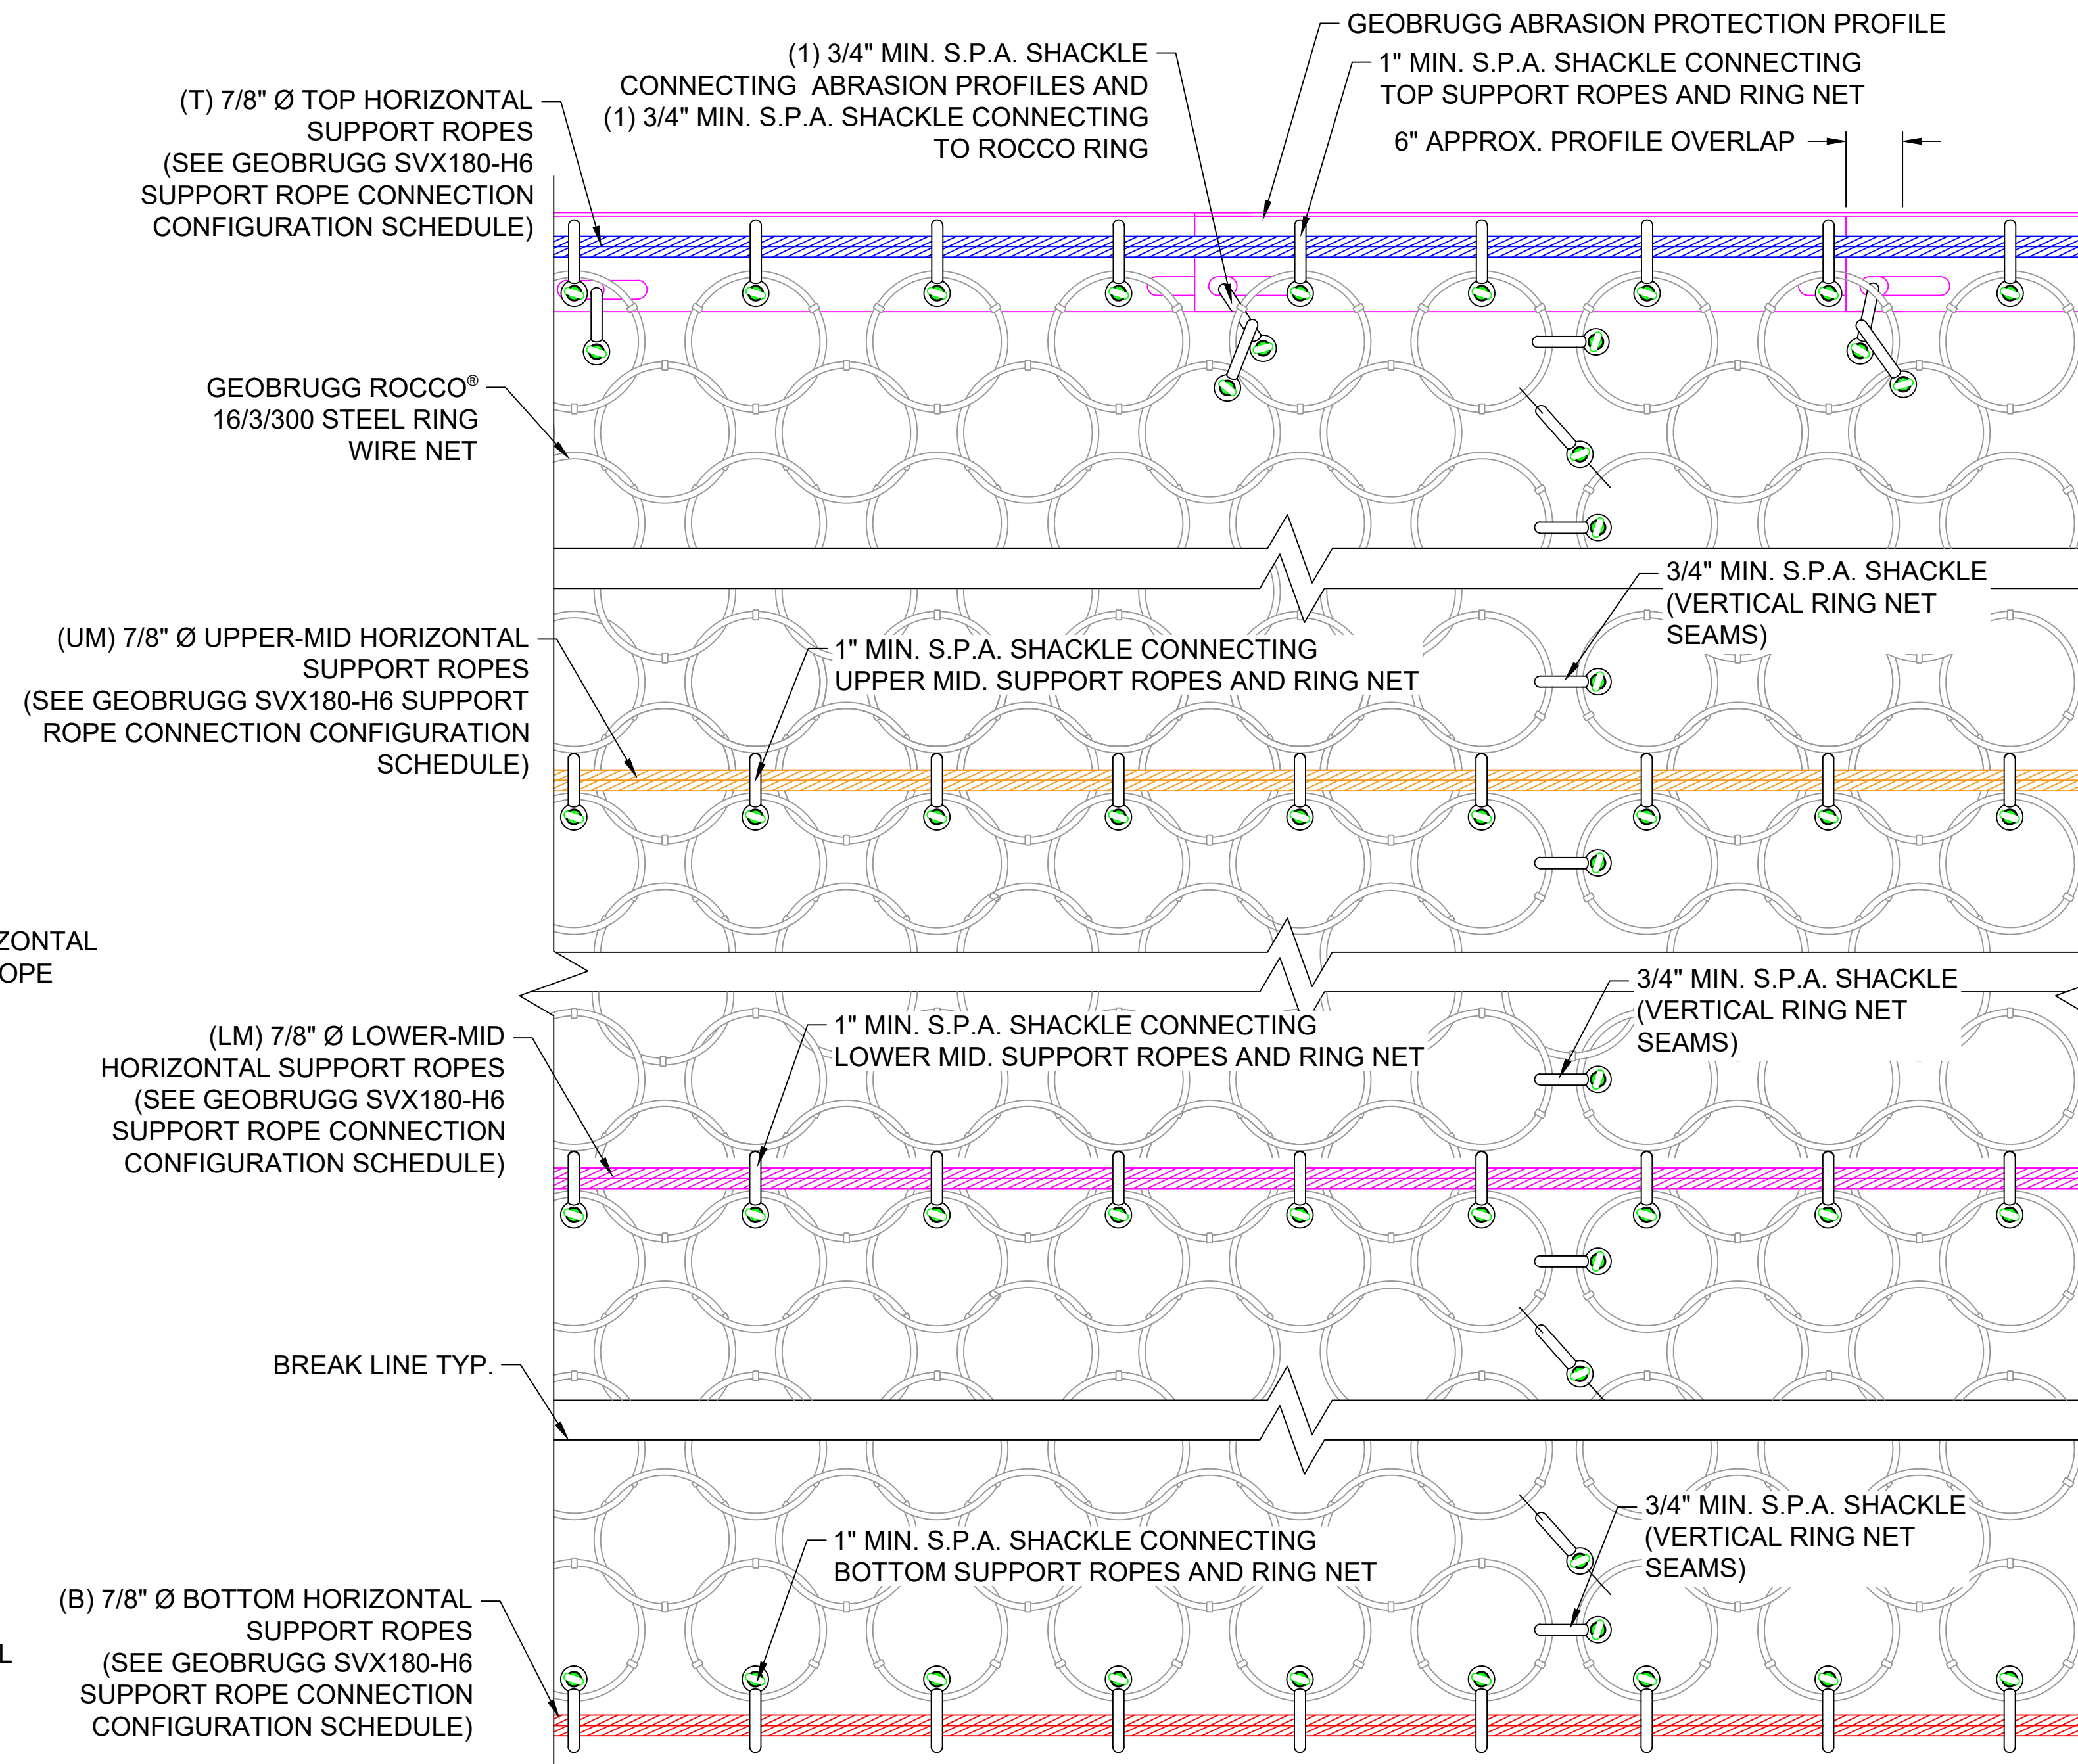 GEOBRUGG ABRASION PROTECTION PROFILE
(1) 3/4" MIN. S.P.A. SHACKLE
CONNECTING ABRASION PROFILES AND
(1) 3/4" MIN. S.P.A. SHACKLE CONNECTING
TO ROCCO RING
1" MIN. S.P.A. SHACKLE CONNECTING
TOP SUPPORT ROPES AND RING NET
6" APPROX. PROFILE OVERLAP
(T) 7/8" Ø TOP HORIZONTAL
SUPPORT ROPES
(SEE GEOBRUGG SVX180-H6
SUPPORT ROPE CONNECTION
CONFIGURATION SCHEDULE)
GEOBRUGG ROCCO®
16/3/300 STEEL RING
WIRE NET
3/4" MIN. S.P.A. SHACKLE
(VERTICAL RING NET
SEAMS)
(UM) 7/8" Ø UPPER-MID HORIZONTAL
SUPPORT ROPES
(SEE GEOBRUGG SVX180-H6 SUPPORT
ROPE CONNECTION CONFIGURATION
SCHEDULE)
1" MIN. S.P.A. SHACKLE CONNECTING
UPPER MID. SUPPORT ROPES AND RING NET
ZONTAL
OPE
3/4" MIN. S.P.A. SHACKLE
(VERTICAL RING NET
SEAMS)
(LM) 7/8" Ø LOWER-MID
HORIZONTAL SUPPORT ROPES
(SEE GEOBRUGG SVX180-H6
SUPPORT ROPE CONNECTION
CONFIGURATION SCHEDULE)
1" MIN. S.P.A. SHACKLE CONNECTING
LOWER MID. SUPPORT ROPES AND RING NET
BREAK LINE TYP.
3/4" MIN. S.P.A. SHACKLE
(VERTICAL RING NET
SEAMS)
1" MIN. S.P.A. SHACKLE CONNECTING
BOTTOM SUPPORT ROPES AND RING NET
(B) 7/8" Ø BOTTOM HORIZONTAL
SUPPORT ROPES
(SEE GEOBRUGG SVX180-H6
SUPPORT ROPE CONNECTION
CONFIGURATION SCHEDULE)
L